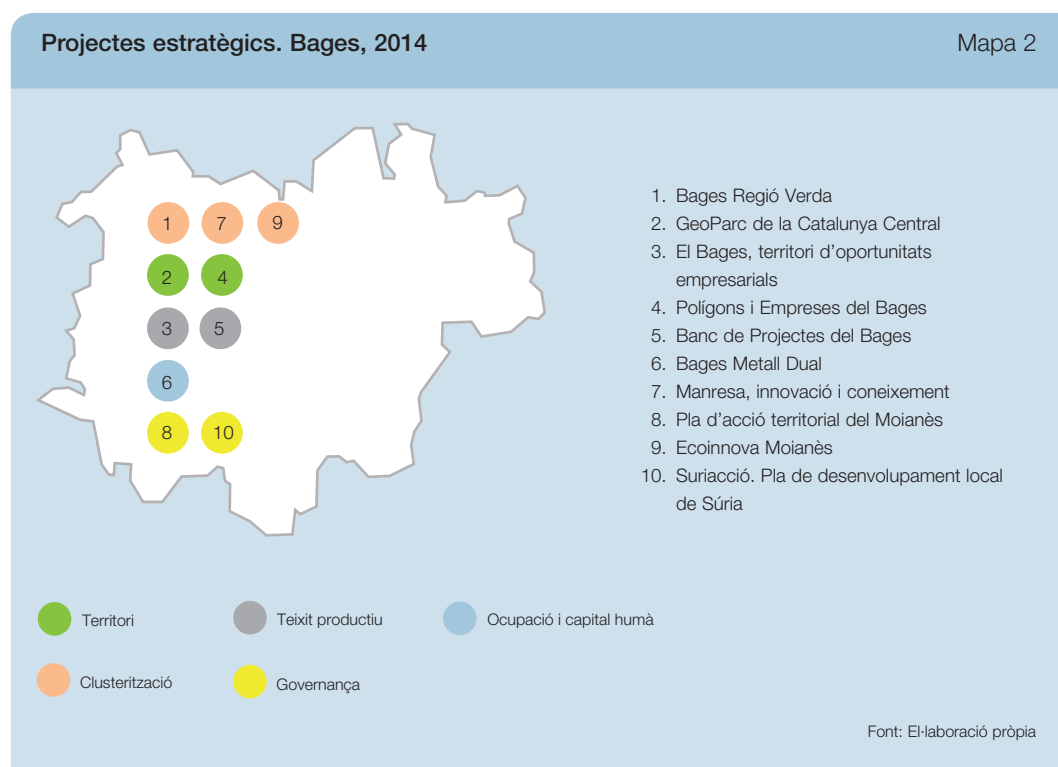 Projectes estratègics. Bages, 2014
Mapa 2
1
7
9
2
4
3
5
6
8
10
1. Bages Regió Verda
2. GeoParc de la Catalunya Central
3. El Bages, territori d’oportunitats
empresarials
4. Polígons i Empreses del Bages
5. Banc de Projectes del Bages
6. Bages Metall Dual
7. Manresa, innovació i coneixement
8. Pla d’acció territorial del Moianès
9. Ecoinnova Moianès
10. Suriacció. Pla de desenvolupament local
de Súria
Territori
Teixit productiu
Ocupació i capital humà
Clusterització
Governança
Font: El·laboració pròpia